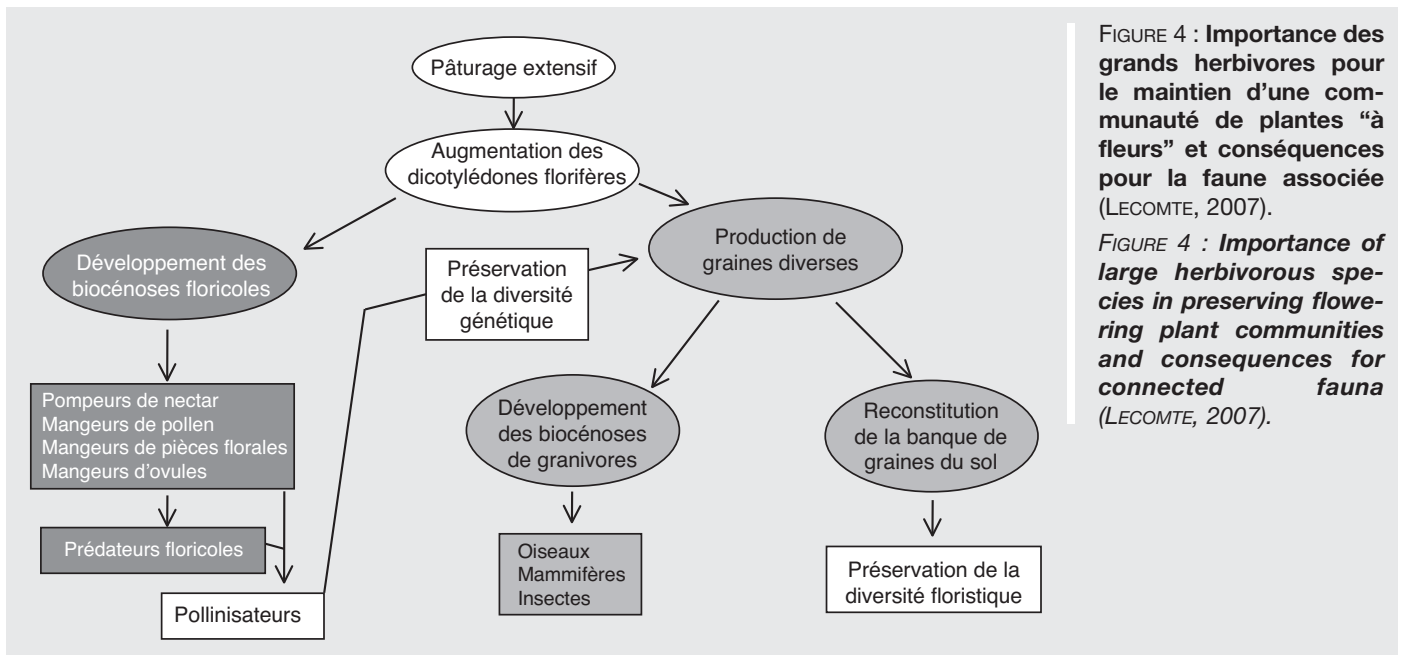 Pâturage extensif
Augmentation des
dicotylédones florifères
Développement des
biocénoses floricoles
Préservation
de la diversité
génétique
Production de
graines diverses
Pompeurs de nectar
Mangeurs de pollen
Mangeurs de pièces florales
Mangeurs d'ovules
Développement
des biocénoses
de granivores
Reconstitution
de la banque de
graines du sol
Prédateurs floricoles
Oiseaux
Mammifères
Insectes
Préservation de la
diversité floristique
Pollinisateurs
FIGURE 4 : Importance des
grands herbivores pour
le maintien d'une com-
munauté de plantes “à
fleurs” et conséquences
pour la faune associée
(LECOMTE, 2007).
FIGURE 4 : Importance of
large herbivorous spe-
cies in preserving flowe-
ring plant communities
and consequences for
connected fauna
(LECOMTE, 2007).